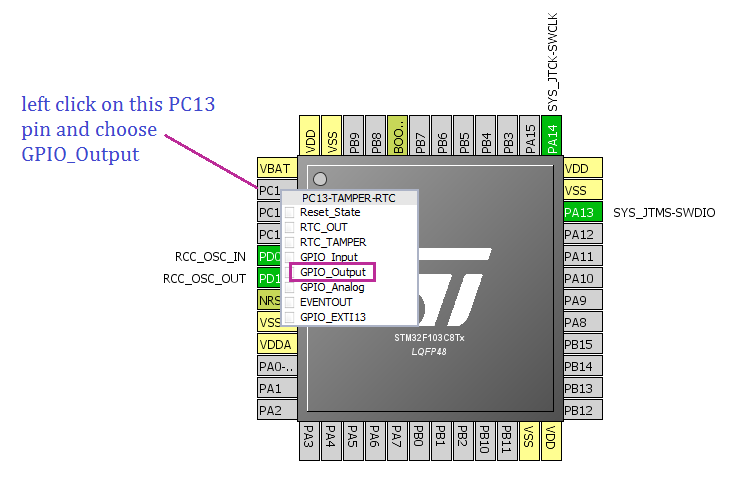 left click on this PC13
pin and choose
GPIO_Output
SYS_JTCK-SWCLK
VDD
VSS
PB9
PB8
BOO..
PB7
PB6
PB5
PB4
PB3
PA15
PA14
VBAT
PC1
PC1
PC1
RCC_OSC_IN
PD0
RCC_OSC_OUT
PD1
NRS
VSS
VDDA
PA0-..
PA1
PA2
PC13-TAMPER-RTC
Reset_State
RTC_OUT
RTC_TAMPER
GPIO_Input
GPIO_Output
GPIO_Analog
EVENTOUT
GPIO_EXTI13
STM32F103C8Tx
LQFP48
VDD
VSS
PA13
SYS_JTMS-SWDIO
PA12
PA11
PA10
PA9
PA8
PB15
PB14
PB13
PB12
PA3
PA4
PA5
PA6
PA7
PB0
PB1
PB2
PB10
PB11
VSS
VDD